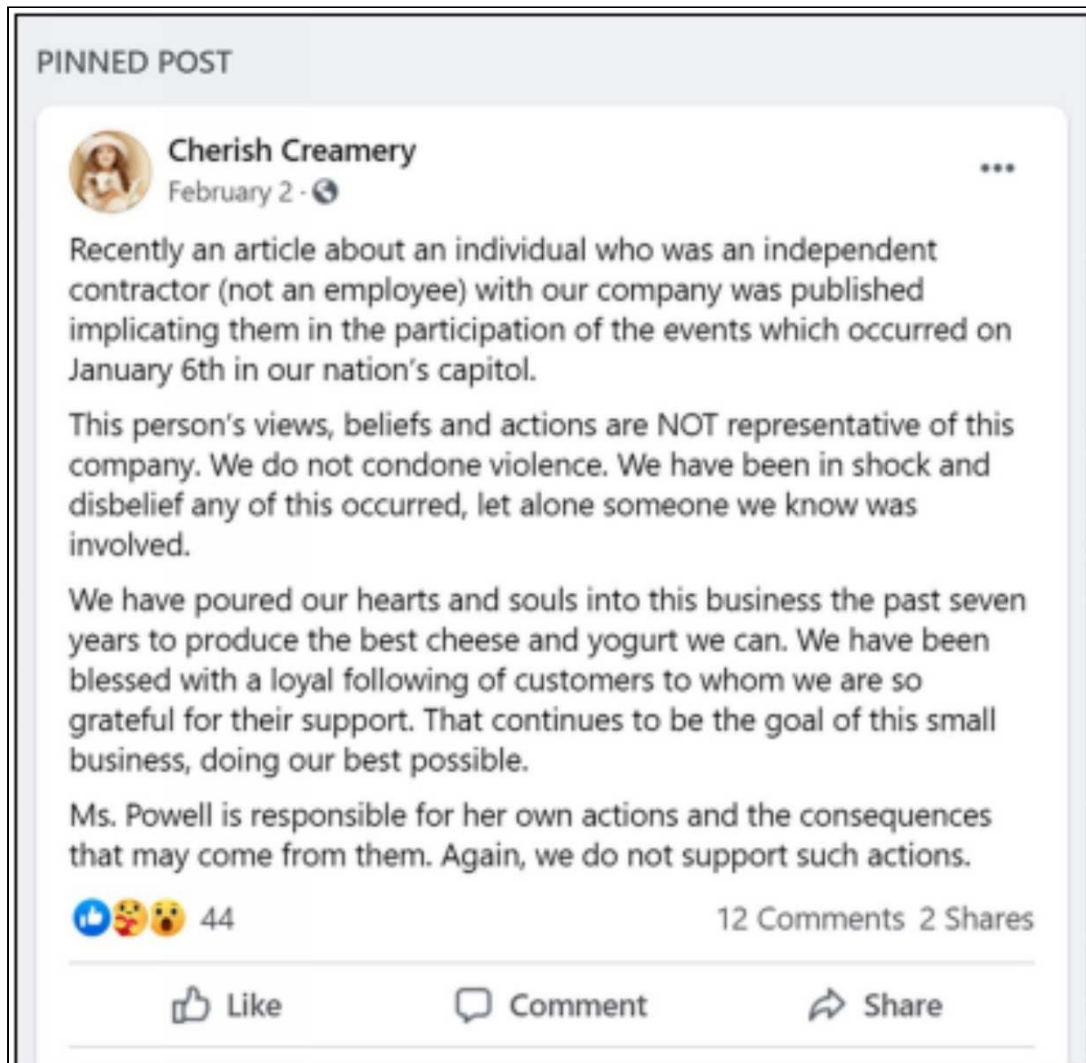 PINNED POST
Cherish Creamery
February 2 ·
Recently an article about an individual who was an independent
contractor (not an employee) with our company was published
implicating them in the participation of the events which occurred on
January 6th in our nation's capitol.
This person's views, beliefs and actions are NOT representative of this
company. We do not condone violence. We have been in shock and
disbelief any of this occurred, let alone someone we know was
involved.
We have poured our hearts and souls into this business the past seven
years to produce the best cheese and yogurt we can. We have been
blessed with a loyal following of customers to whom we are so
grateful for their support. That continues to be the goal of this small
business, doing our best possible.
Ms. Powell is responsible for her own actions and the consequences
that may come from them. Again, we do not support such actions.
44 12 Comments 2 Shares
Like Comment Share